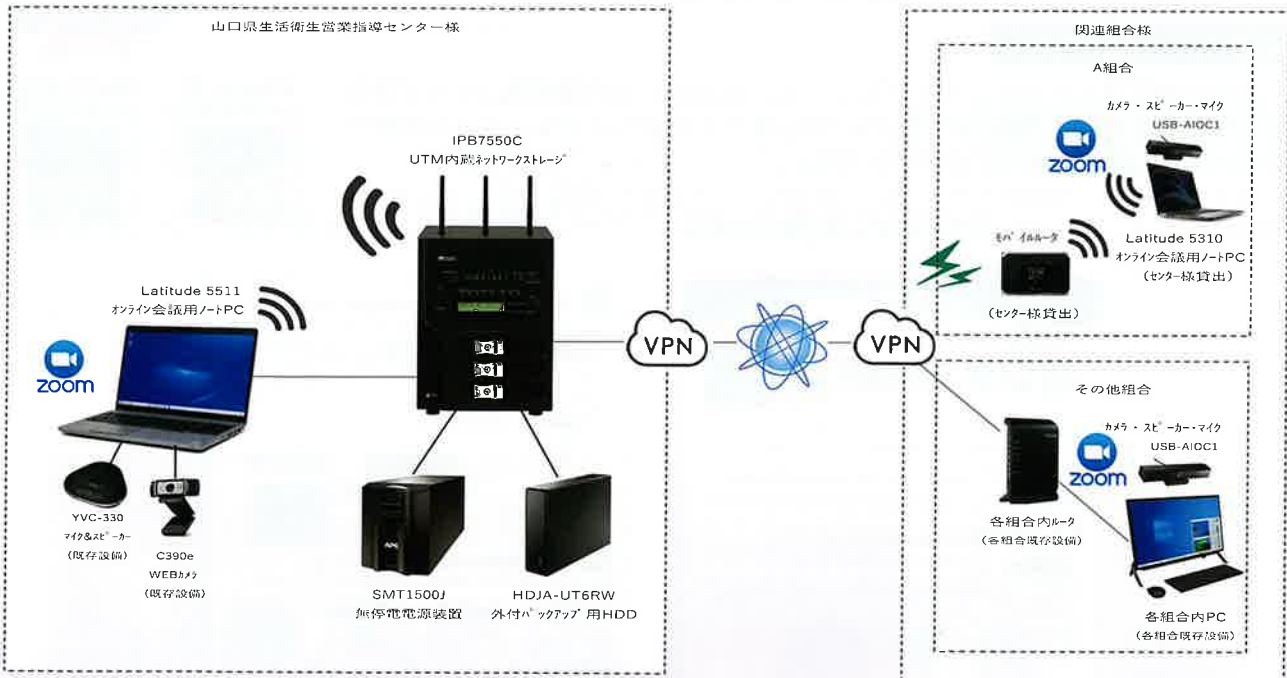 山口県生活衛生営業指導センター様
IPB7550C
UTM内蔵ネットワークストレージ
Latitude 5511
オンライン会議用ノートPC
zoom
YVC-330
マイク&スピーカー
(既存設備)
C390e
WEBカメラ
(既存設備)
APC
SMT1500J
無停電電源装置
HDJA-UT6RW
外付バックアップ用HDD
VPN
VPN
関連組合様
A組合
カメラ・スピーカー・マイク
USB-AIOC1
zoom
モバイルルータ
(センター様貸出)
Latitude 5310
オンライン会議用ノートPC
(センター様貸出)
その他組合
カメラ・スピーカー・マイク
USB-AIOC1
zoom
各組合内ルータ
(各組合既存設備)
各組合内PC
(各組合既存設備)